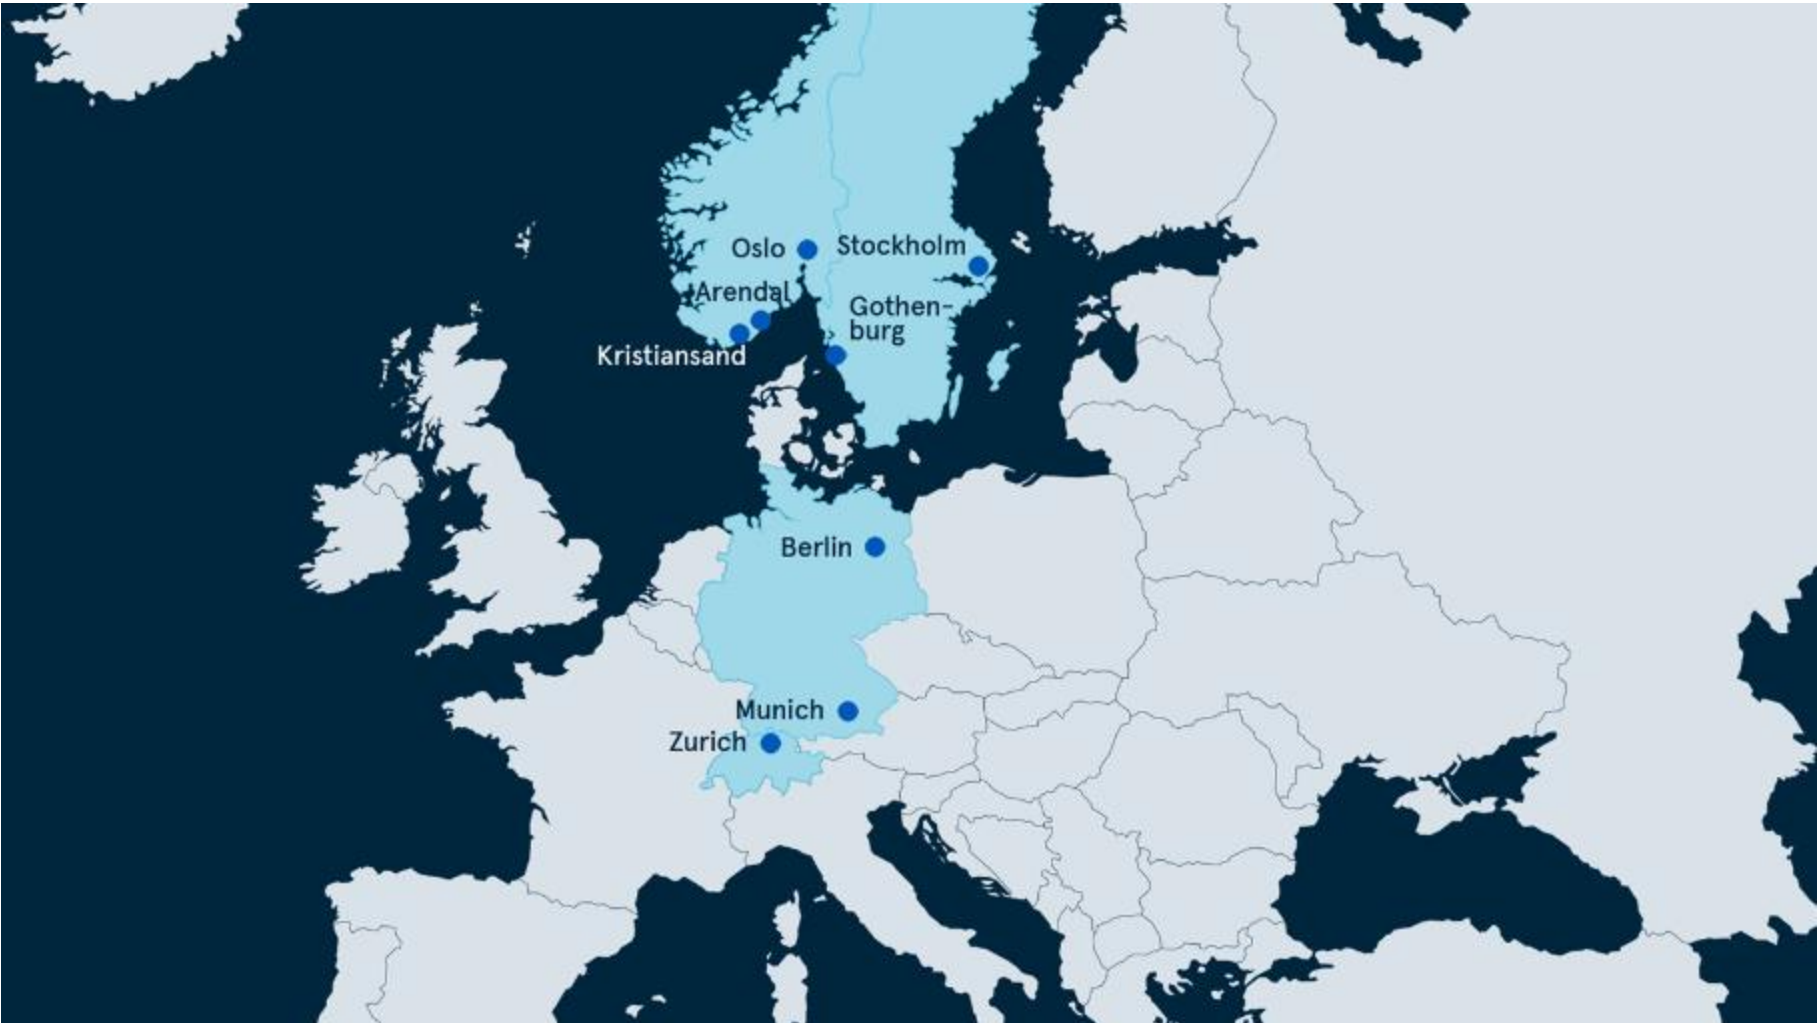 Oslo
Stockholm
Arendal
Gothen-
burg
Kristiansand
Berlin
Munich
Zurich